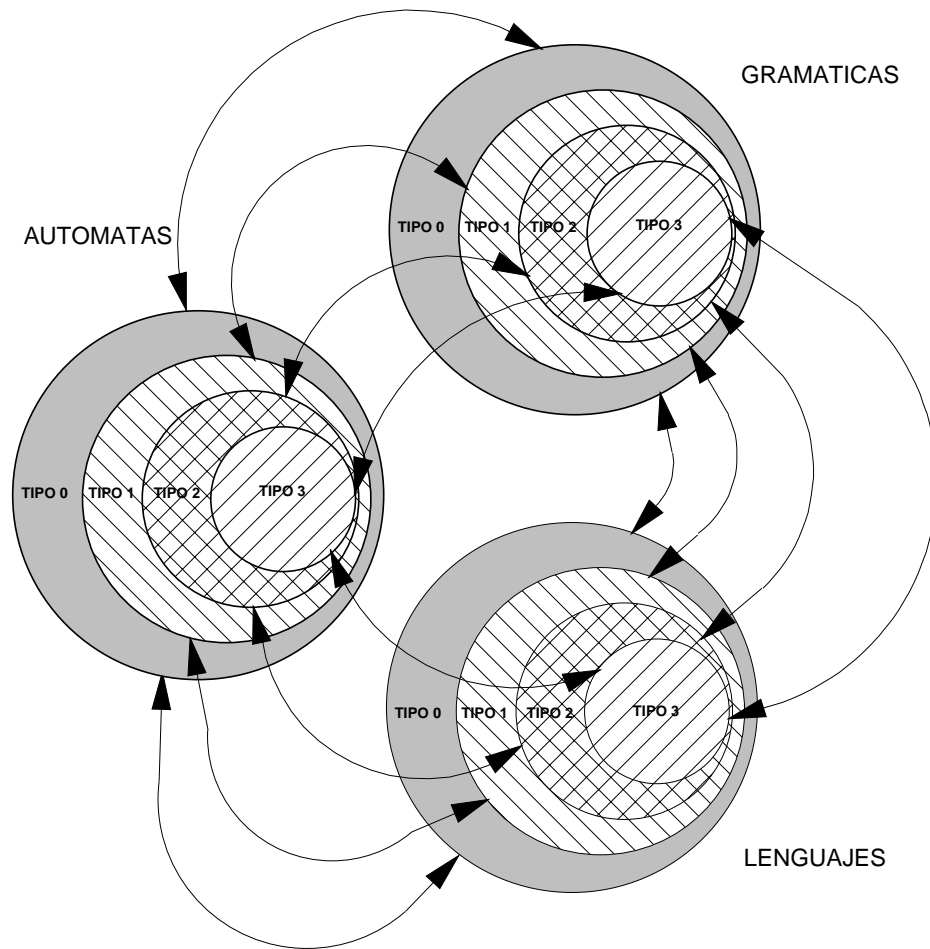 GRAMATICAS
TIPO 0 TIPO 1 TIPO 2 TIPO 3
AUTOMATAS
TIPO 0 TIPO 1 TIPO 2 TIPO 3
TIPO 0 TIPO 1 TIPO 2 TIPO 3
LENGUAJES